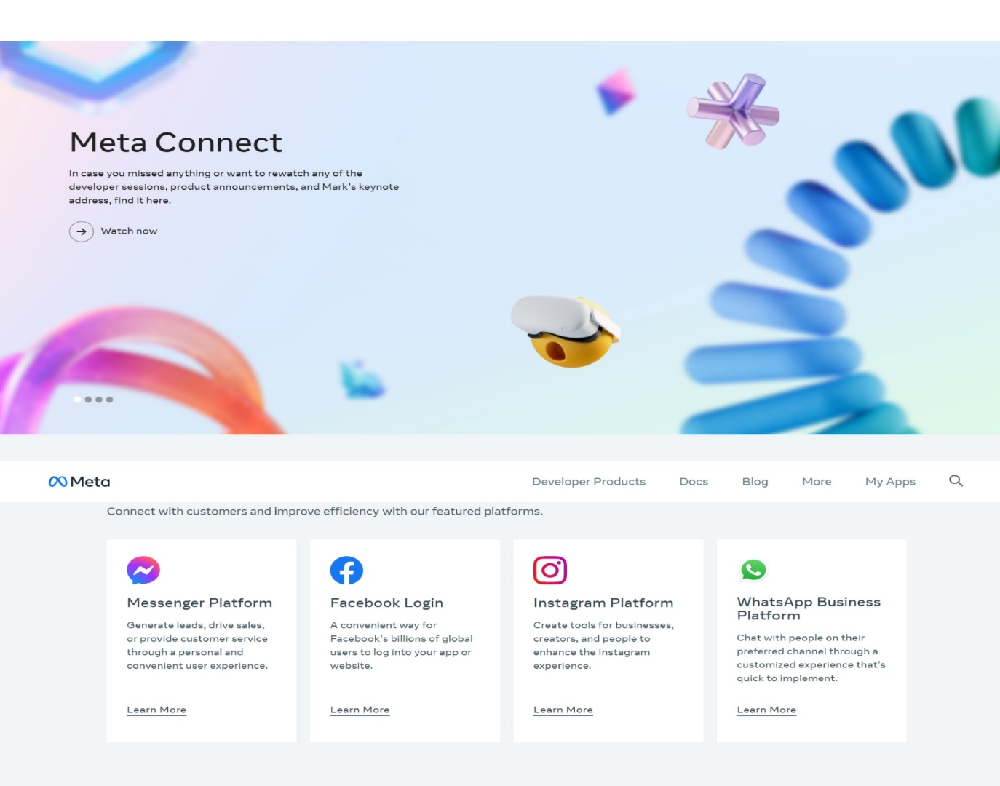 Meta Connect
In case you missed anything or want to rewatch any of the
developer sessions, product announcements, and Mark's keynote
address, find it here.
Watch now
Meta
Developer Products
Docs
Blog
More
My Apps
Connect with customers and improve efficiency with our featured platforms.
Messenger Platform
Generate leads, drive sales,
or provide customer service
through a personal and
convenient user experience.
Learn More
Facebook Login
A convenient way for
Facebook's billions of global
users to log into your app or
website.
Learn More
Instagram Platform
Create tools for businesses,
creators, and people to
enhance the Instagram
experience.
Learn More
WhatsApp Business
Platform
Chat with people on their
preferred channel through a
customized experience that's
quick to implement.
Learn More